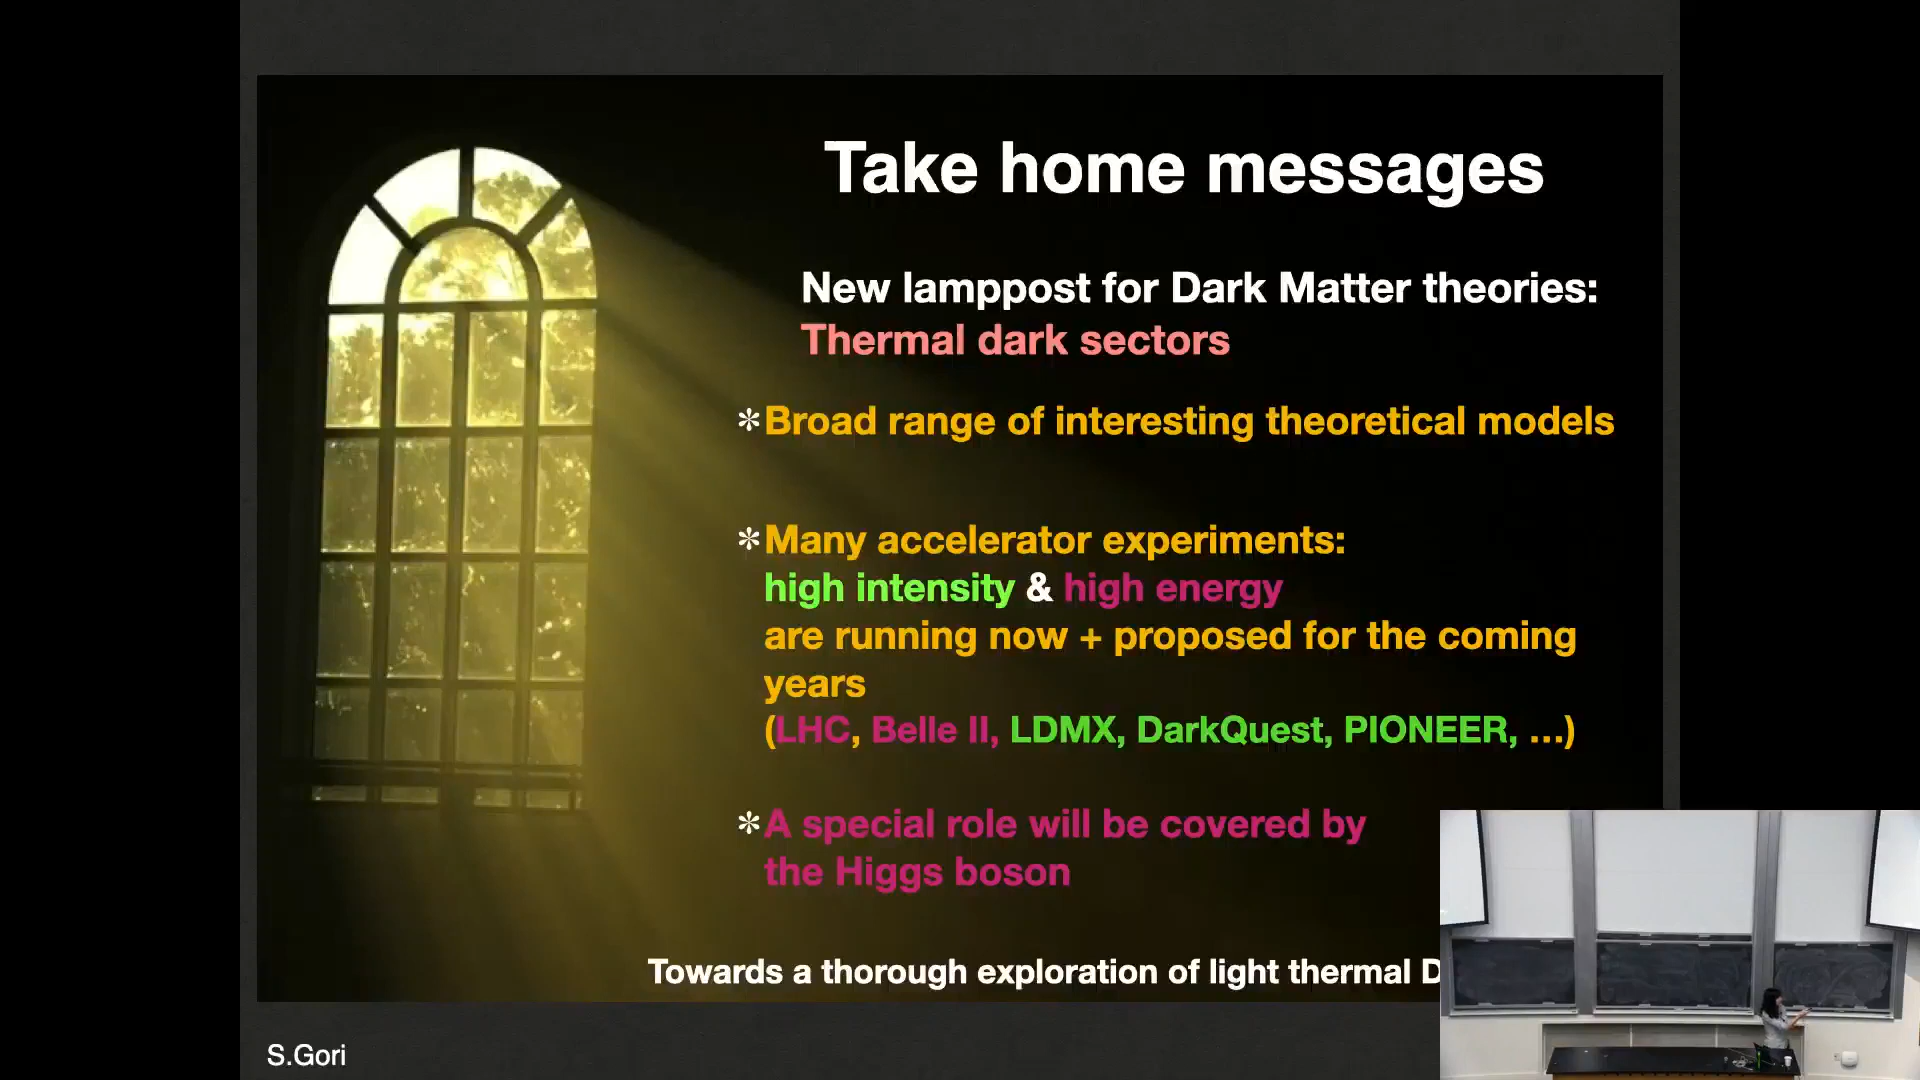 Take home messages
New lamppost for Dark Matter theories:
Thermal dark sectors
*Broad range of interesting theoretical models
*Many accelerator experiments:
high intensity & high energy
are running now + proposed for the coming
years
(LHC, Belle II, LDMX, DarkQuest, PIONEER, ...)
*A special role will be covered by
the Higgs boson
Towards a thorough exploration of light thermal D
S.Gori